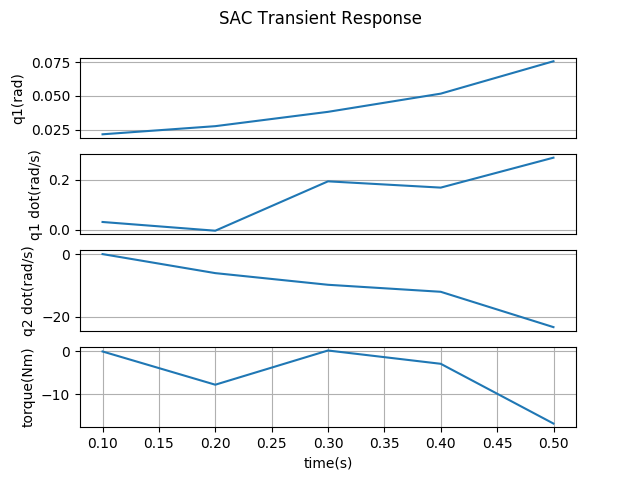 SAC Transient Response
q1(rad)
0.075
0.050
0.025
q1 dot(rad/s)
0.2
0.0
q2 dot(rad/s)
0
−20
torque(Nm)
0
−10
0.10 0.15 0.20 0.25 0.30 0.35 0.40 0.45 0.50
time(s)